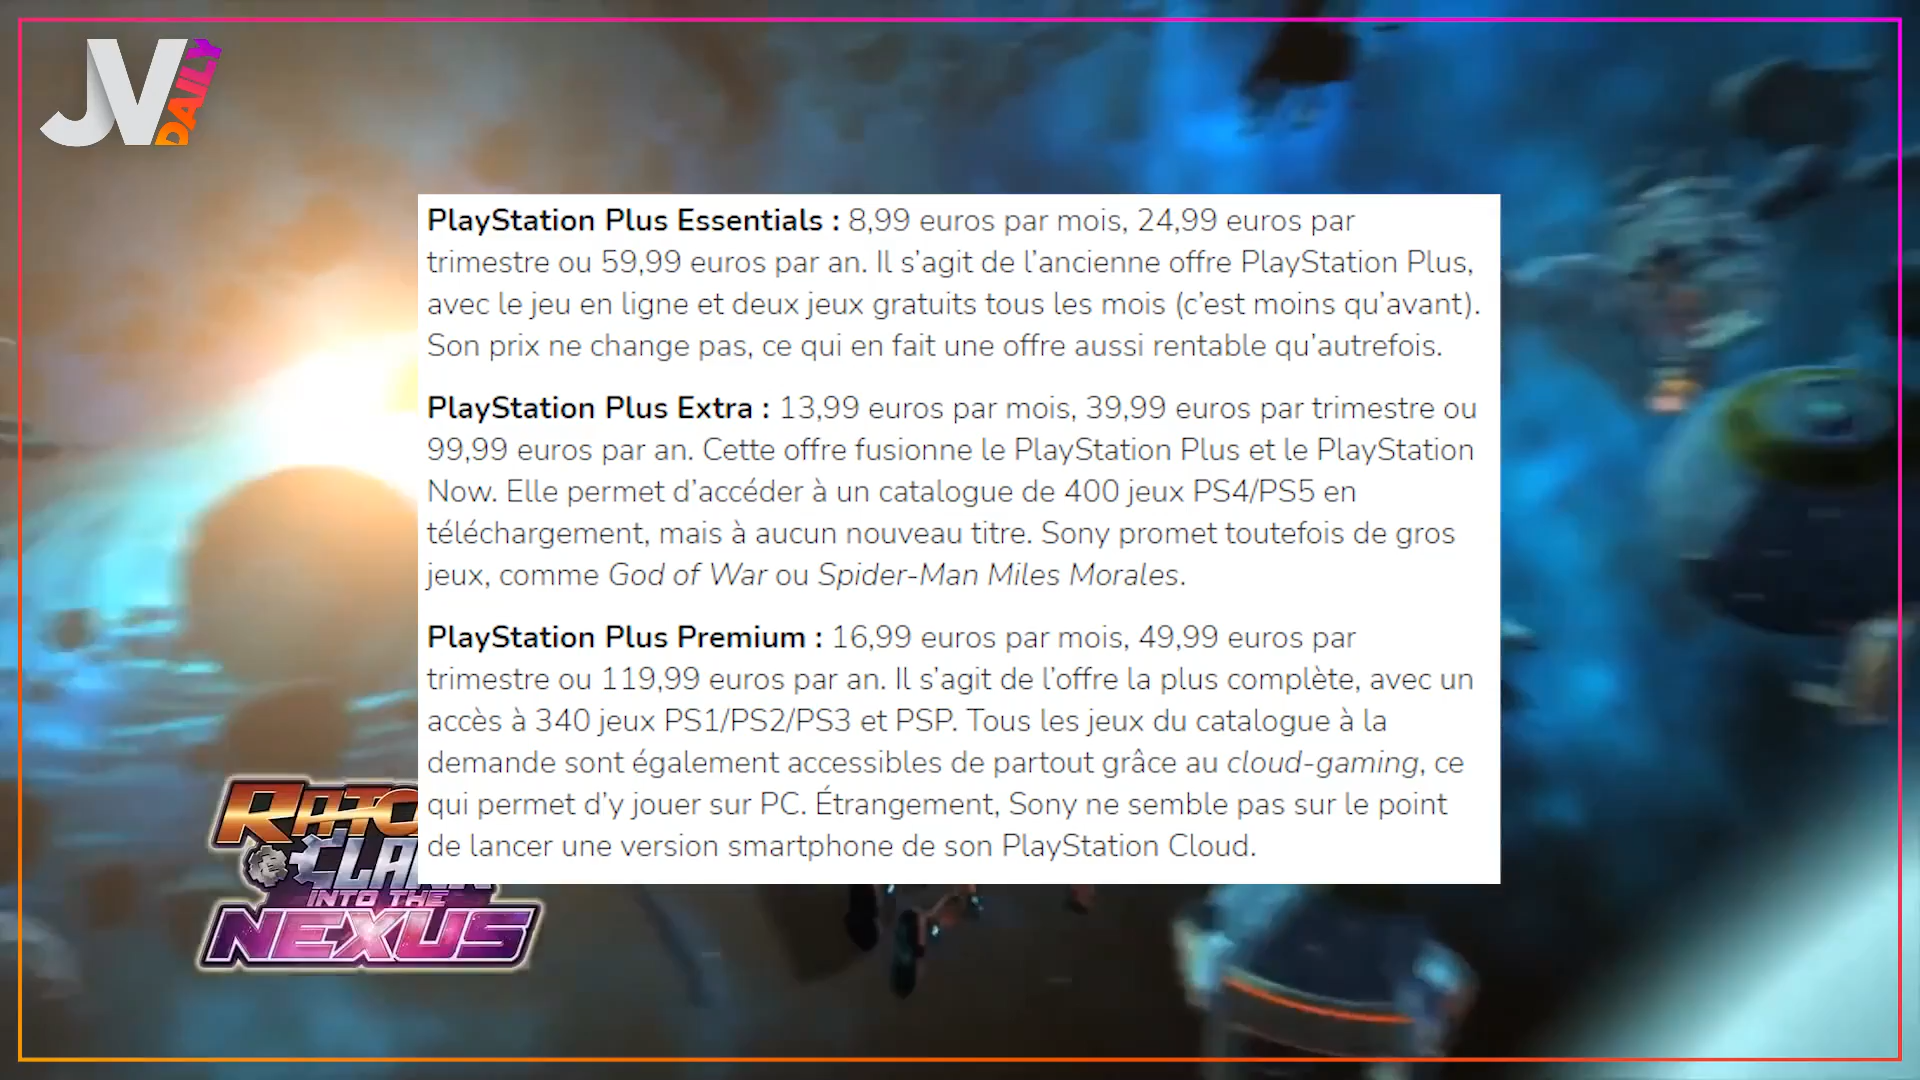 JV
DAILY
PlayStation Plus Essentials : 8,99 euros par mois, 24,99 euros par
trimestre ou 59,99 euros par an. Il s’agit de l’ancienne offre PlayStation Plus,
avec le jeu en ligne et deux jeux gratuits tous les mois (c’est moins qu’avant).
Son prix ne change pas, ce qui en fait une offre aussi rentable qu’autrefois.
PlayStation Plus Extra : 13,99 euros par mois, 39,99 euros par trimestre ou
99,99 euros par an. Cette offre fusionne le PlayStation Plus et le PlayStation
Now. Elle permet d’accéder à un catalogue de 400 jeux PS4/PS5 en
téléchargement, mais à aucun nouveau titre. Sony promet toutefois de gros
jeux, comme God of War ou Spider-Man Miles Morales.
PlayStation Plus Premium : 16,99 euros par mois, 49,99 euros par
trimestre ou 119,99 euros par an. Il s’agit de l’offre la plus complète, avec un
accès à 340 jeux PS1/PS2/PS3 et PSP. Tous les jeux du catalogue à la
demande sont également accessibles de partout grâce au cloud-gaming, ce
qui permet d’y jouer sur PC. Étrangement, Sony ne semble pas sur le point
de lancer une version smartphone de son PlayStation Cloud.
INTO THE
NEXUS